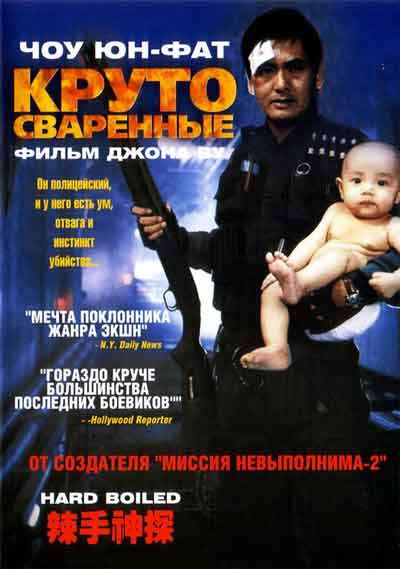 ЧОУ ЮН-ФАТ
КРУТО
СВАРЕННЫЕ
ФИЛЬМ ДЖОНА ВУ
Он полицейский,
и у него есть ум,
отвага и
инстинкт
убийства...
"МЕЧТА ПОКЛОННИКА
ЖАНРА ЭКШН"
- N.Y. Daily News
"ГОРАЗДО КРУЧЕ
БОЛЬШИНСТВА
ПОСЛЕДНИХ БОЕВИКОВ""
- -Hollywood Reporter
ОТ СОЗДАТЕЛЯ "МИССИЯ НЕВЫПОЛНИМА-2"
HARD BOILED
辣手神探